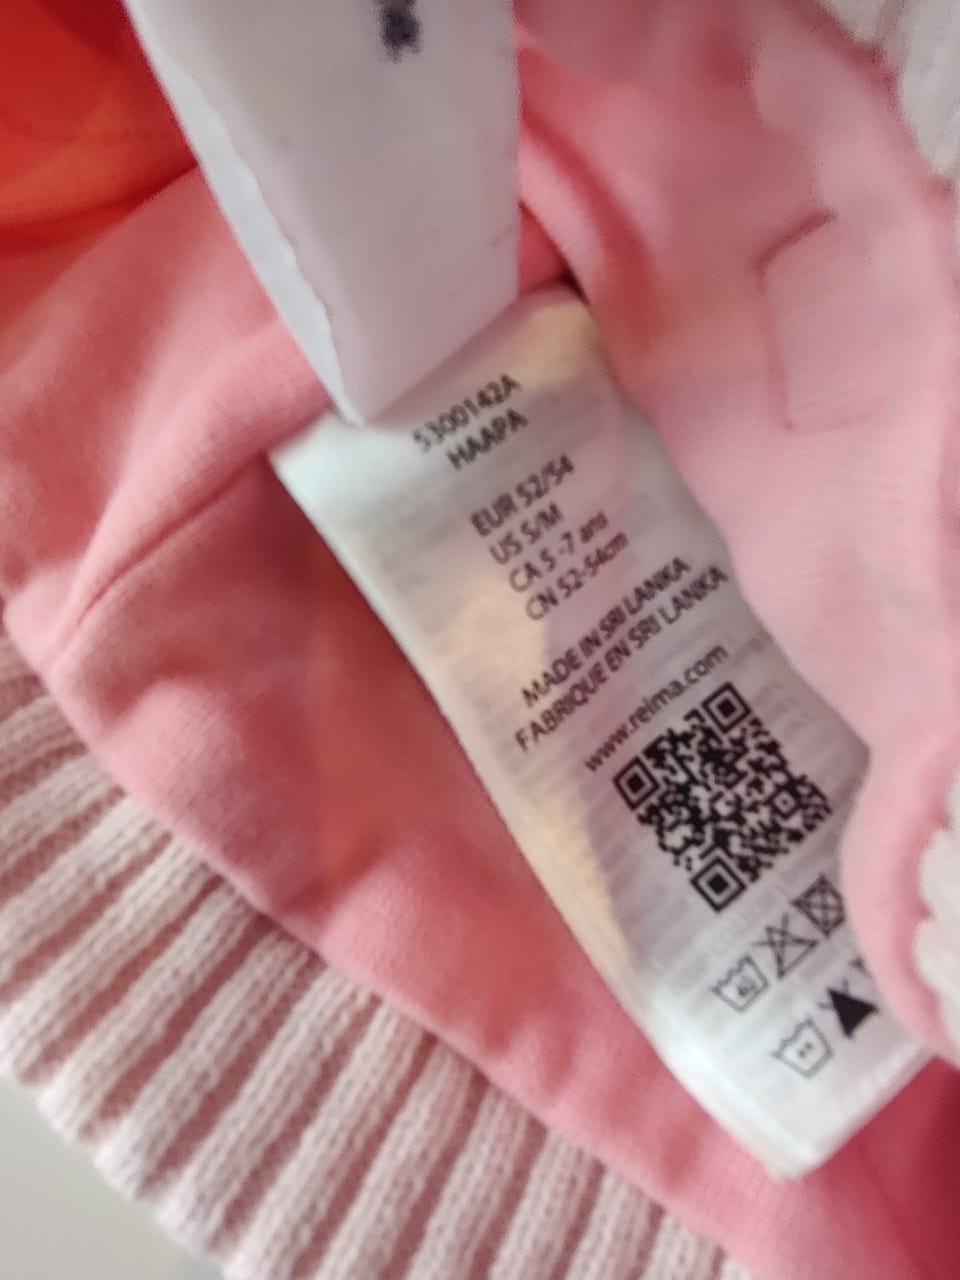 5300142A
HAAPA
EUR 52/54
US S/M
CA 5 -7 ans
CN 52-54cm
MADE IN SRI LANKA
FABRIQUE EN SRI LANKA
www.reima.com